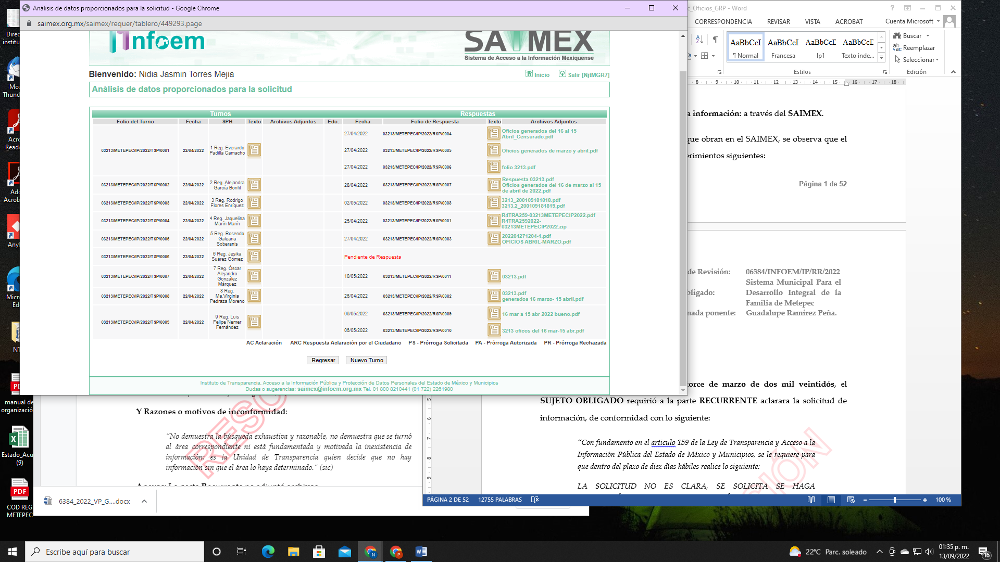 Análisis de datos proporcionados para la solicitud - Google Chrome
saimex.org.mx/saimex/requer/tablero/449293.page
Infoem
SAIMEX
Sistema de Acceso a la Información Mexiquense
Bienvenido: Nidia Jasmin Torres Mejia
Inicio
Salir [NjtMGR7]
Análisis de datos proporcionados para la solicitud
Turnos Respuestas
Folio del Turno Fecha SPH Texto Archivos Adjuntos Edo. Fecha Folio de Respuesta Texto Archivos Adjuntos
03213/METEPEC/IP/2022/TSP/0001 22/04/2022 1 Reg. Everardo Padilla Camacho
27/04/2022 03213/METEPEC/IP/2022/RSP/0004 Oficios generados del 16 al 15 Abril_Censurado.pdf
27/04/2022 03213/METEPEC/IP/2022/RSP/0005 Oficios generados de marzo y abril.pdf
27/04/2022 03213/METEPEC/IP/2022/RSP/0006 folio 3213.pdf
03213/METEPEC/IP/2022/TSP/0002 22/04/2022 2 Reg. Alejandra García Bonfil 28/04/2022 03213/METEPEC/IP/2022/RSP/0007 Respuesta 03213.pdf
Oficios generados del 16 de marzo al 15 de abril de 2022.pdf
03213/METEPEC/IP/2022/TSP/0003 22/04/2022 3 Reg. Rodrigo Flores Enríquez 02/05/2022 03213/METEPEC/IP/2022/RSP/0008 3213_200109181818.pdf
3213.2_200109181819.pdf
03213/METEPEC/IP/2022/TSP/0004 22/04/2022 4 Reg. Jaquelina Marín Marín 25/04/2022 03213/METEPEC/IP/2022/RSP/0001 R4TRA259-03213METEPECIP2022.pdf
R4TRA2592022-03213METEPECIP2022.zip
03213/METEPEC/IP/2022/TSP/0005 22/04/2022 5 Reg. Rosendo Galeana Soberanis 27/04/2022 03213/METEPEC/IP/2022/RSP/0003 202204271204-1.pdf
OFICIOS ABRIL-MARZO.pdf
03213/METEPEC/IP/2022/TSP/0006 22/04/2022 6 Reg. Jesika Suárez Gómez Pendiente de Respuesta
03213/METEPEC/IP/2022/TSP/0007 22/04/2022 7 Reg. Óscar Alejandro González Márquez 10/05/2022 03213/METEPEC/IP/2022/RSP/0011 03213.pdf
03213/METEPEC/IP/2022/TSP/0008 22/04/2022 8 Reg. Ma.Virginia Pedraza Moreno 26/04/2022 03213/METEPEC/IP/2022/RSP/0002 03213.pdf
generados 16 marzo- 15 abril.pdf
03213/METEPEC/IP/2022/TSP/0009 22/04/2022 9 Reg. Luis Felipe Nemer Fernández
06/05/2022 03213/METEPEC/IP/2022/RSP/0009 16 mar a 15 abr 2022 bueno.pdf
06/05/2022 03213/METEPEC/IP/2022/RSP/0010 3213 oficos del 16 mar-15 abr.pdf
AC Aclaración ARC Respuesta Aclaración por el Ciudadano PS - Prórroga Solicitada PA - Prórroga Autorizada PR - Prórroga Rechazada
Regresar Nuevo Turno
Instituto de Transparencia, Acceso a la Información Pública y Protección de Datos Personales del Estado de México y Municipios
Dudas o sugerencias: saimex@infoem.org.mx Tel. 01 800 8210441 (01 722) 2261980
_Oficios_GRP - Word
CORRESPONDENCIA REVISAR VISTA ACROBAT Cuenta Microsoft
AaBbCcI AaBbCcI AaBbCcI AaBbCcI
¶ Normal Francesa Ip1 Texto inde...
Estilos
Buscar
Reemplazar
Seleccionar
Edición
8 9 10 11 12 13 14 15 16 17 18
a información: a través del SAIMEX.
que obran en el SAIMEX, se observa que el
erimientos siguientes:
Página 1 de 52
de Revisión: 06384/INFOEM/IP/RR/2022
bligado: Sistema Municipal Para el Desarrollo Integral de la Familia de Metepec
nada ponente: Guadalupe Ramírez Peña.
torce de marzo de dos mil veintidós, el
SUJETO OBLIGADO requirió a la parte RECURRENTE aclarara la solicitud de
información, de conformidad con lo siguiente:
“Con fundamento en el articulo 159 de la Ley de Transparencia y Acceso a la
Información Pública del Estado de México y Municipios, se le requiere para
que dentro del plazo de diez días hábiles realice lo siguiente:
LA SOLICITUD NO ES CLARA, SE SOLICITA SE HAGA
PÁGINA 2 DE 52 12755 PALABRAS 100 %
Y Razones o motivos de inconformidad:
“No demuestra la búsqueda exhaustiva y razonable, no demuestra que se turnó
al área correspondiente ni está fundamentada y motivada la inexistencia de
información; es la Unidad de Transparencia quien decide que no hay
información sin que el área lo haya determinado.” (sic)
RESO
CIÓN
6384_2022_VP_G....docx
manual de
organizació
Estado_Acu
(9)
PDF
COD REG
METEPEC
Escribe aquí para buscar
22°C Parc. soleado
01:35 p. m.
13/09/2022
16